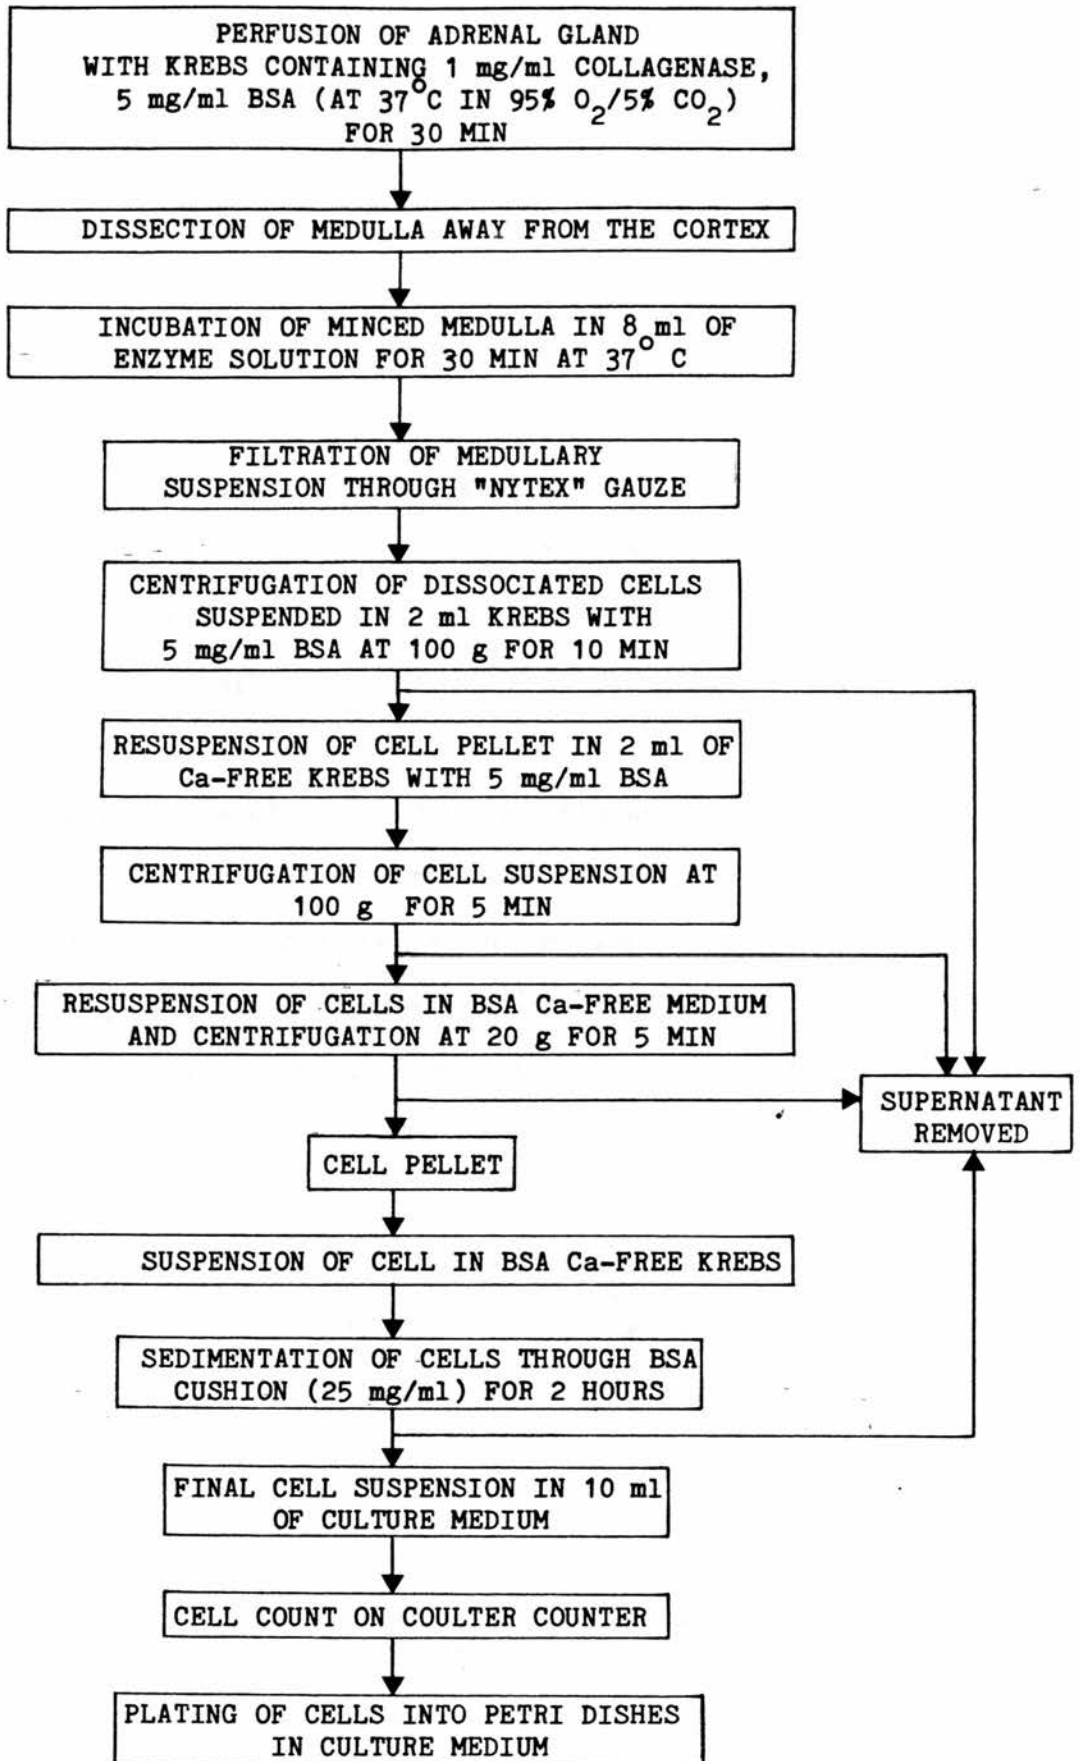 PERFUSION OF ADRENAL GLAND
WITH KREBS CONTAINING 1 mg/ml COLLAGENASE,
5 mg/ml BSA (AT 37°C IN 95% O2/5% CO2)
FOR 30 MIN
DISSECTION OF MEDULLA AWAY FROM THE CORTEX
INCUBATION OF MINCED MEDULLA IN 8 ml OF
ENZYME SOLUTION FOR 30 MIN AT 37° C
FILTRATION OF MEDULLARY
SUSPENSION THROUGH "NYTEX" GAUZE
CENTRIFUGATION OF DISSOCIATED CELLS
SUSPENDED IN 2 ml KREBS WITH
5 mg/ml BSA AT 100 g FOR 10 MIN
RESUSPENSION OF CELL PELLET IN 2 ml OF
Ca-FREE KREBS WITH 5 mg/ml BSA
CENTRIFUGATION OF CELL SUSPENSION AT
100 g FOR 5 MIN
RESUSPENSION OF CELLS IN BSA Ca-FREE MEDIUM
AND CENTRIFUGATION AT 20 g FOR 5 MIN
SUPERNATANT
REMOVED
CELL PELLET
SUSPENSION OF CELL IN BSA Ca-FREE KREBS
SEDIMENTATION OF CELLS THROUGH BSA
CUSHION (25 mg/ml) FOR 2 HOURS
FINAL CELL SUSPENSION IN 10 ml
OF CULTURE MEDIUM
CELL COUNT ON COULTER COUNTER
PLATING OF CELLS INTO PETRI DISHES
IN CULTURE MEDIUM